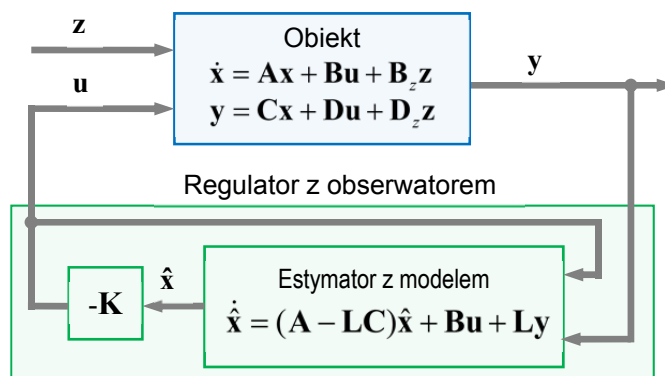 z
Obiekt
ẋ = Ax + Bu + B_z z
u
y
y = Cx + Du + D_z z
Regulator z obserwatorem
Estymator z modelem
-K
x̂
x̂̇ = (A − LC)x̂ + Bu + Ly